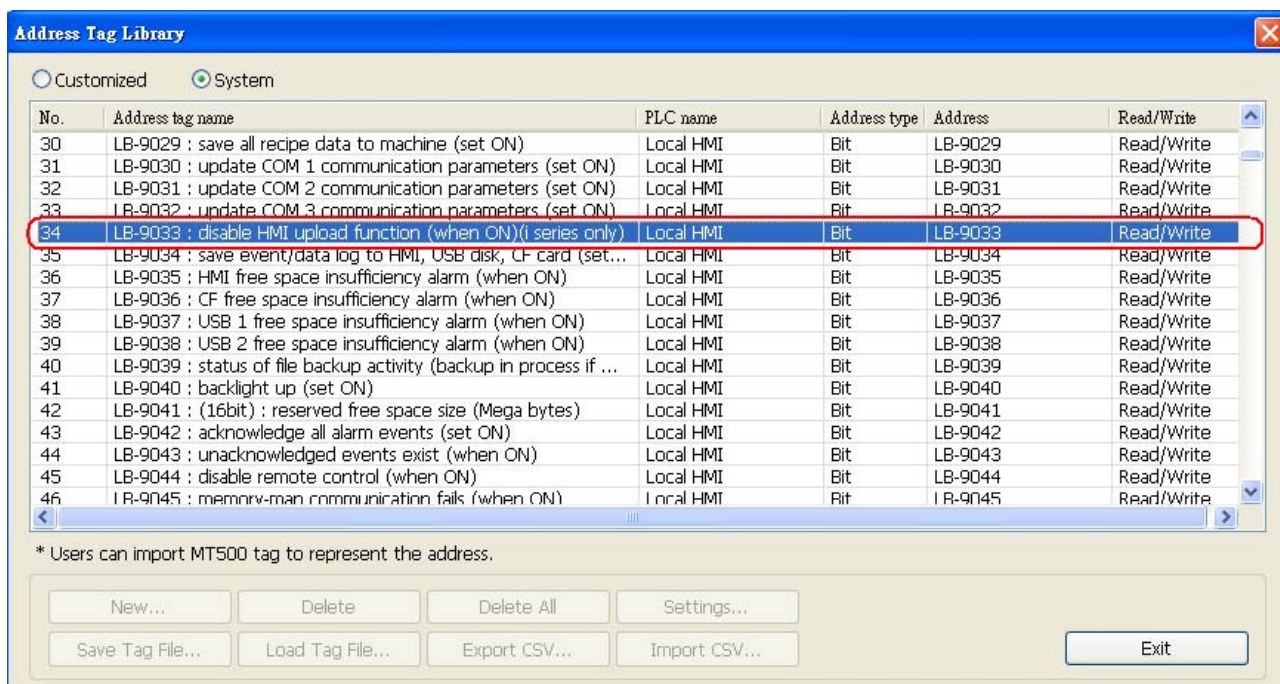 Address Tag Library
Customized System
No. Address tag name PLC name Address type Address Read/Write
30 LB-9029 : save all recipe data to machine (set ON) Local HMI Bit LB-9029 Read/Write
31 LB-9030 : update COM 1 communication parameters (set ON) Local HMI Bit LB-9030 Read/Write
32 LB-9031 : update COM 2 communication parameters (set ON) Local HMI Bit LB-9031 Read/Write
33 LB-9032 : update COM 3 communication parameters (set ON) Local HMI Bit LB-9032 Read/Write
34 LB-9033 : disable HMI upload function (when ON)(i series only) Local HMI Bit LB-9033 Read/Write
35 LB-9034 : save event/data log to HMI, USB disk, CF card (set... Local HMI Bit LB-9034 Read/Write
36 LB-9035 : HMI free space insufficiency alarm (when ON) Local HMI Bit LB-9035 Read/Write
37 LB-9036 : CF free space insufficiency alarm (when ON) Local HMI Bit LB-9036 Read/Write
38 LB-9037 : USB 1 free space insufficiency alarm (when ON) Local HMI Bit LB-9037 Read/Write
39 LB-9038 : USB 2 free space insufficiency alarm (when ON) Local HMI Bit LB-9038 Read/Write
40 LB-9039 : status of file backup activity (backup in process if ... Local HMI Bit LB-9039 Read/Write
41 LB-9040 : backlight up (set ON) Local HMI Bit LB-9040 Read/Write
42 LB-9041 : (16bit) : reserved free space size (Mega bytes) Local HMI Bit LB-9041 Read/Write
43 LB-9042 : acknowledge all alarm events (set ON) Local HMI Bit LB-9042 Read/Write
44 LB-9043 : unacknowledged events exist (when ON) Local HMI Bit LB-9043 Read/Write
45 LB-9044 : disable remote control (when ON) Local HMI Bit LB-9044 Read/Write
46 LB-9045 : memory-man communication fails (when ON) Local HMI Bit LB-9045 Read/Write
* Users can import MT500 tag to represent the address.
New... Delete Delete All Settings...
Save Tag File... Load Tag File... Export CSV... Import CSV... Exit